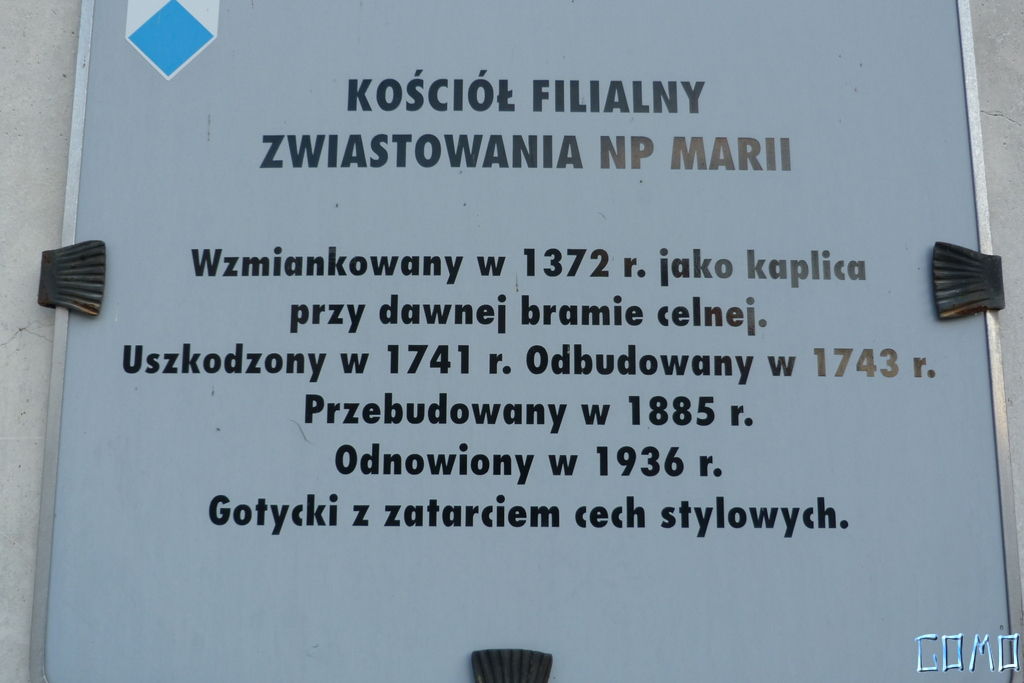 KOŚCIÓŁ FILIALNY
ZWIASTOWANIA NP MARII
Wzmiankowany w 1372 r. jako kaplica
przy dawnej bramie celnej.
Uszkodzony w 1741 r. Odbudowany w 1743 r.
Przebudowany w 1885 r.
Odnowiony w 1936 r.
Gotycki z zatarciem cech stylowych.
GOMO